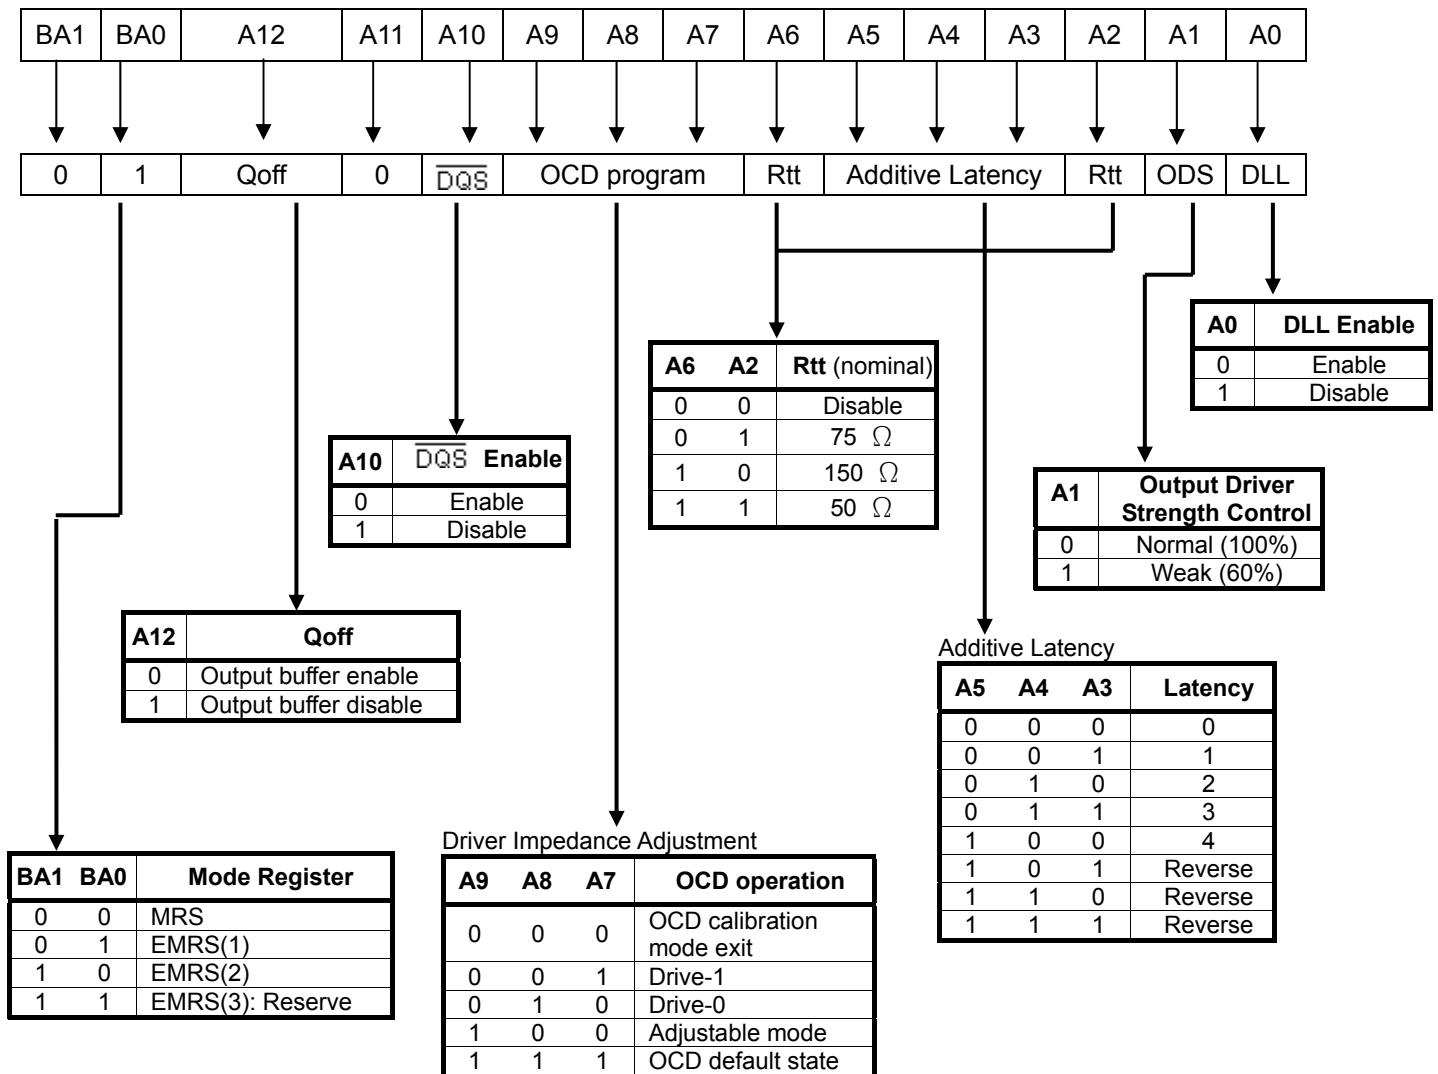 BA1 BA0 A12 A11 A10 A9 A8 A7 A6 A5 A4 A3 A2 A1 A0
0 1 Qoff 0 DQS OCD program Rtt Additive Latency Rtt ODS DLL
A0 DLL Enable
0 Enable
1 Disable
A6 A2 Rtt (nominal)
0 0 Disable
0 1 75 Ω
1 0 150 Ω
1 1 50 Ω
A10 DQS Enable
0 Enable
1 Disable
A1 Output Driver
Strength Control
0 Normal (100%)
1 Weak (60%)
A12 Qoff
0 Output buffer enable
1 Output buffer disable
Additive Latency
A5 A4 A3 Latency
0 0 0 0
0 0 1 1
0 1 0 2
0 1 1 3
1 0 0 4
1 0 1 Reverse
1 1 0 Reverse
1 1 1 Reverse
BA1 BA0 Mode Register
0 0 MRS
0 1 EMRS(1)
1 0 EMRS(2)
1 1 EMRS(3): Reserve
Driver Impedance Adjustment
A9 A8 A7 OCD operation
0 0 0 OCD calibration
mode exit
0 0 1 Drive-1
0 1 0 Drive-0
1 0 0 Adjustable mode
1 1 1 OCD default state